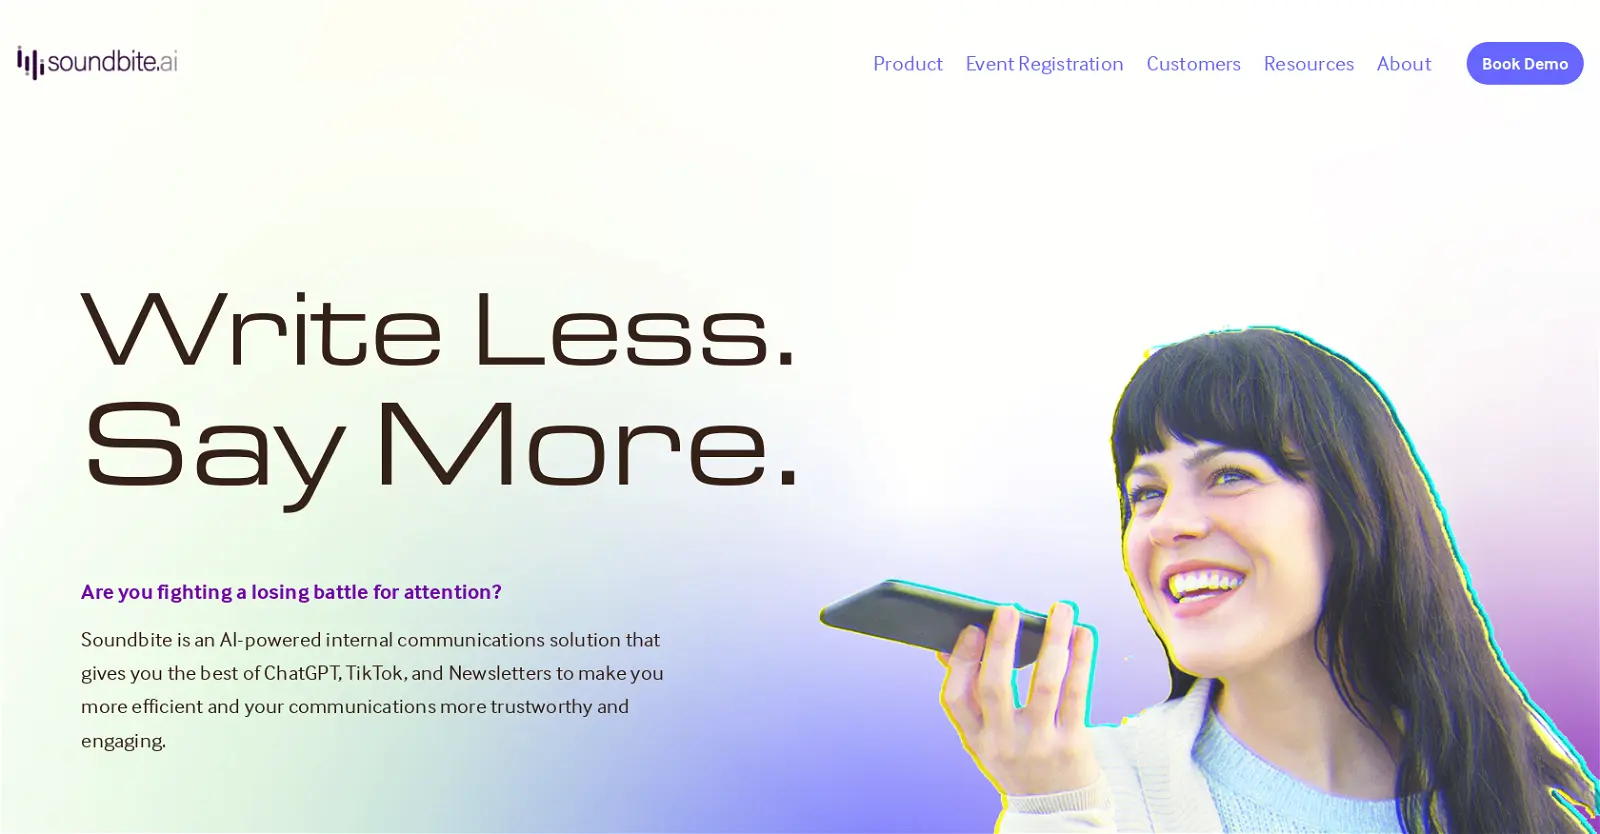 soundbite.ai
Product Event Registration Customers Resources About Book Demo
Write Less.
Say More.
Are you fighting a losing battle for attention?
Soundbite is an AI-powered internal communications solution that
gives you the best of ChatGPT, TikTok, and Newsletters to make you
more efficient and your communications more trustworthy and
engaging.